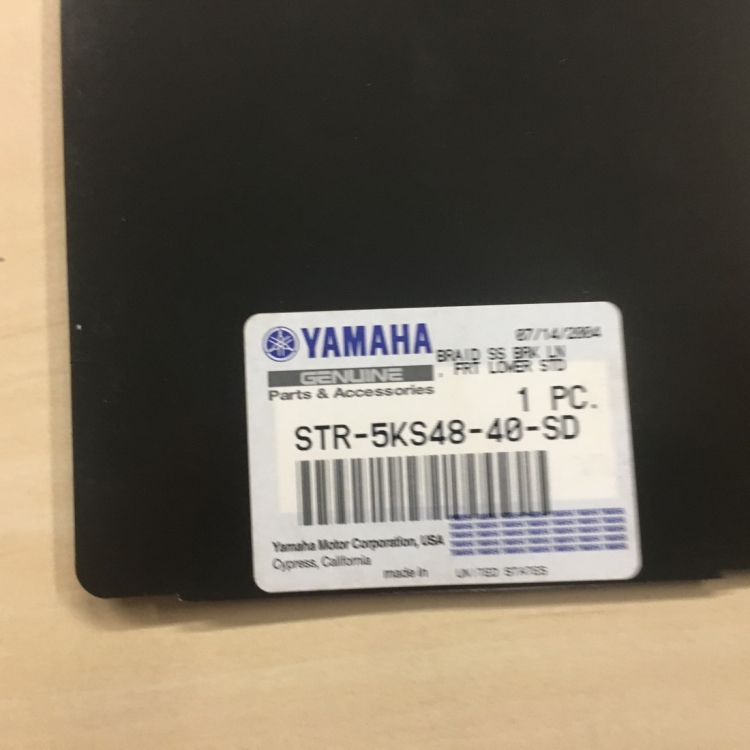 YAMAHA
07/14/2004
BRAID SS BRK LN
. FRT LOWER STD
GENUINE
Parts & Accessories
1 PC.
STR-5KS48-40-SD
Yamaha Motor Corporation, USA
Cypress, California
made in UNITED STATES